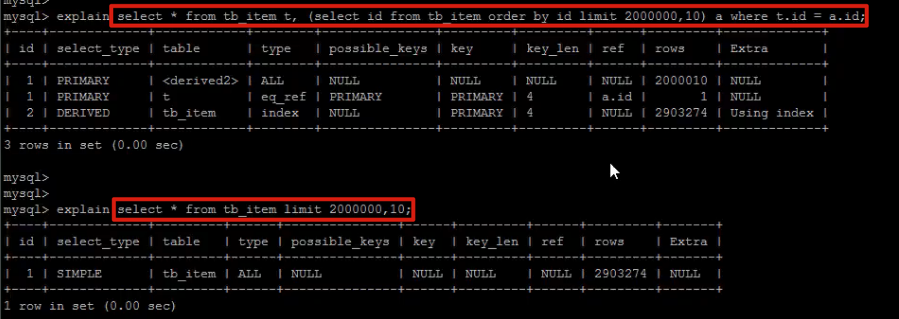 mysql>
mysql> explain select * from tb_item t, (select id from tb_item order by id limit 2000000,10) a where t.id = a.id;
+----+-------------+------------+--------+---------------+---------+---------+------+---------+-------------+
| id | select_type | table | type | possible_keys | key | key_len | ref | rows | Extra |
+----+-------------+------------+--------+---------------+---------+---------+------+---------+-------------+
| 1 | PRIMARY | <derived2> | ALL | NULL | NULL | NULL | NULL | 2000010 | NULL |
| 1 | PRIMARY | t | eq_ref | PRIMARY | PRIMARY | 4 | a.id | 1 | NULL |
| 2 | DERIVED | tb_item | index | NULL | PRIMARY | 4 | NULL | 2903274 | Using index |
+----+-------------+------------+--------+---------------+---------+---------+------+---------+-------------+
3 rows in set (0.00 sec)
mysql>
mysql>
mysql> explain select * from tb_item limit 2000000,10;
+----+-------------+---------+------+---------------+------+---------+------+---------+-------+
| id | select_type | table | type | possible_keys | key | key_len | ref | rows | Extra |
+----+-------------+---------+------+---------------+------+---------+------+---------+-------+
| 1 | SIMPLE | tb_item | ALL | NULL | NULL | NULL | NULL | 2903274 | NULL |
+----+-------------+---------+------+---------------+------+---------+------+---------+-------+
1 row in set (0.00 sec)